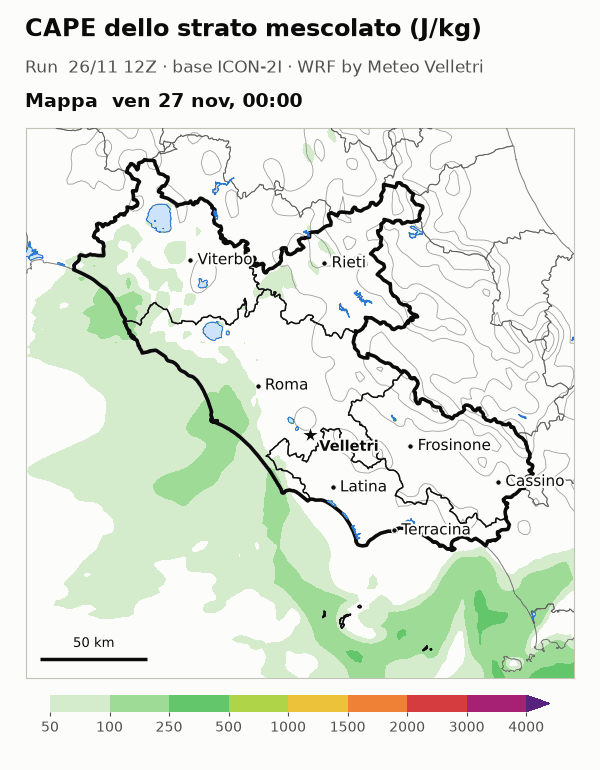 CAPE dello strato mescolato (J/kg)
Run  26/11 12Z · base ICON-2I · WRF by Meteo Velletri
Mappa  ven 27 nov, 00:00
Viterbo
Rieti
Roma
Velletri
Frosinone
Cassino
Latina
Terracina
50 km
50 100 250 500 1000 1500 2000 3000 4000